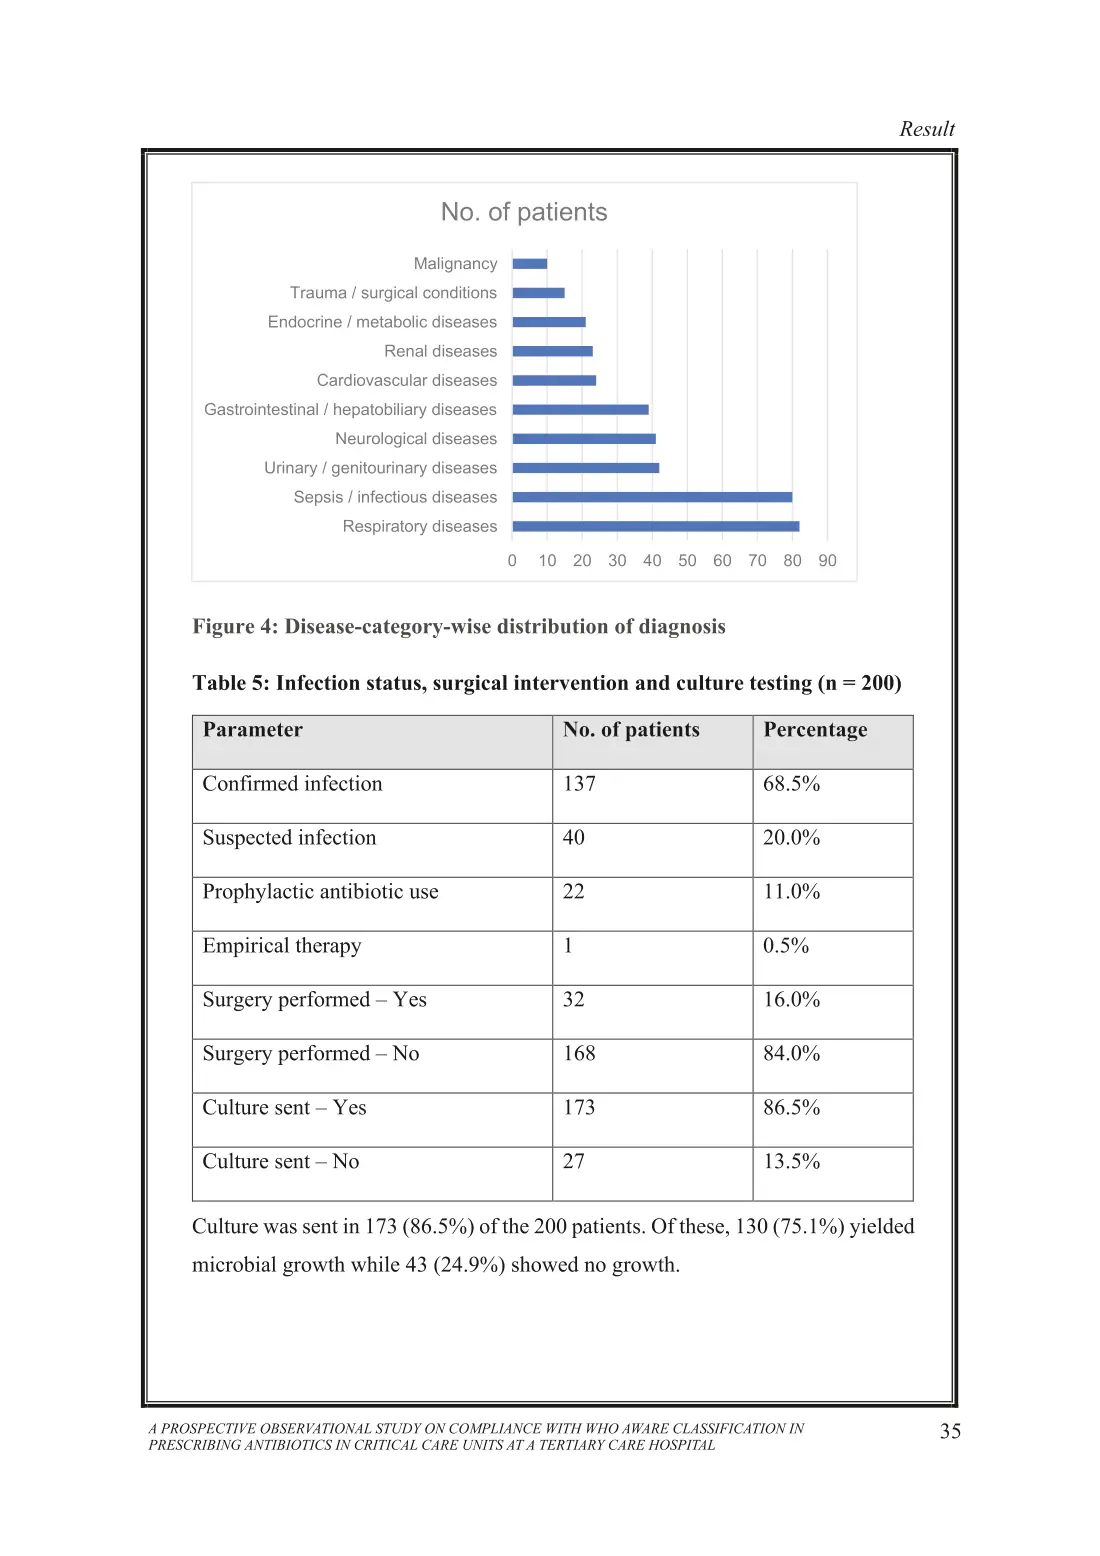 Result
No. of patients
Malignancy
Trauma / surgical conditions
Endocrine / metabolic diseases
Renal diseases
Cardiovascular diseases
Gastrointestinal / hepatobiliary diseases
Neurological diseases
Urinary / genitourinary diseases
Sepsis / infectious diseases
Respiratory diseases
0 10 20 30 40 50 60 70 80 90
Figure 4: Disease-category-wise distribution of diagnosis
Table 5: Infection status, surgical intervention and culture testing (n = 200)
Parameter No. of patients Percentage
Confirmed infection 137 68.5%
Suspected infection 40 20.0%
Prophylactic antibiotic use 22 11.0%
Empirical therapy 1 0.5%
Surgery performed – Yes 32 16.0%
Surgery performed – No 168 84.0%
Culture sent – Yes 173 86.5%
Culture sent – No 27 13.5%
Culture was sent in 173 (86.5%) of the 200 patients. Of these, 130 (75.1%) yielded
microbial growth while 43 (24.9%) showed no growth.
A PROSPECTIVE OBSERVATIONAL STUDY ON COMPLIANCE WITH WHO AWARE CLASSIFICATION IN
PRESCRIBING ANTIBIOTICS IN CRITICAL CARE UNITS AT A TERTIARY CARE HOSPITAL
35